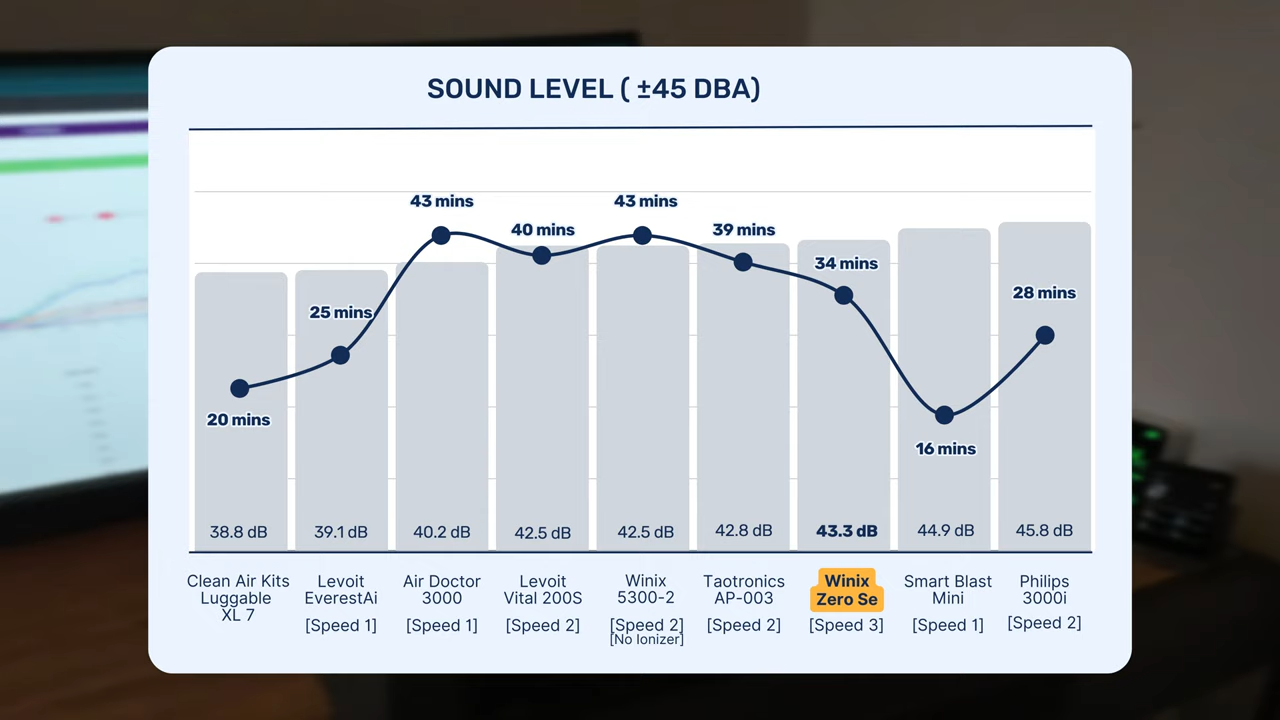 SOUND LEVEL ( ±45 DBA)
43 mins
43 mins
40 mins
39 mins
34 mins
25 mins
28 mins
20 mins
16 mins
38.8 dB
39.1 dB
40.2 dB
42.5 dB
42.5 dB
42.8 dB
43.3 dB
44.9 dB
45.8 dB
Clean Air Kits
Luggable
XL 7
Levoit
EverestAi
[Speed 1]
Air Doctor
3000
[Speed 1]
Levoit
Vital 200S
[Speed 2]
Winix
5300-2
[Speed 2]
[No Ionizer]
Taotronics
AP-003
[Speed 2]
Winix
Zero Se
[Speed 3]
Smart Blast
Mini
[Speed 1]
Philips
3000i
[Speed 2]